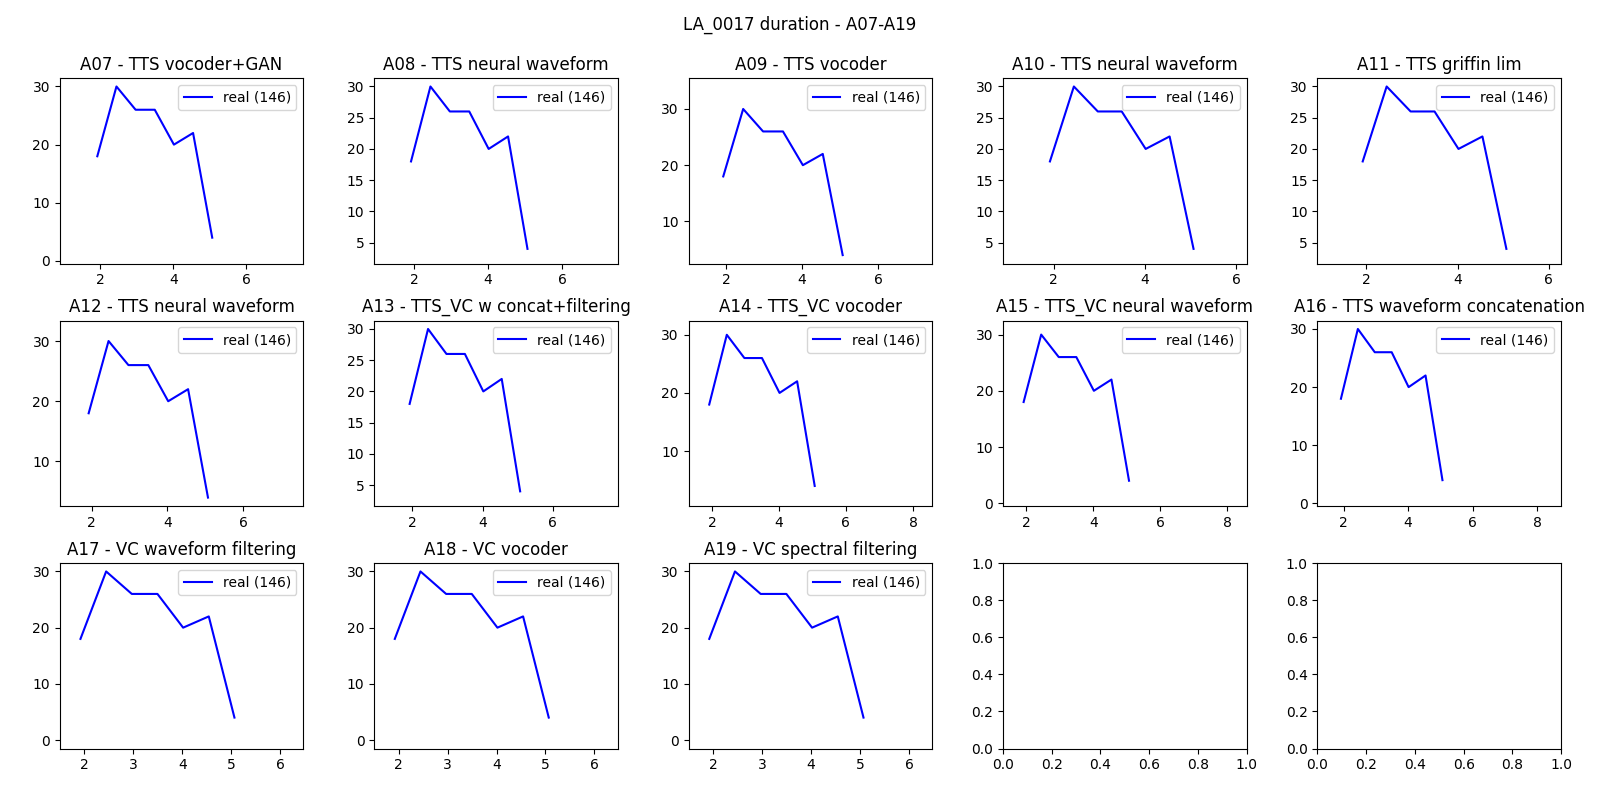 LA_0017 duration - A07-A19
A07 - TTS vocoder+GAN
real (146)
30
20
10
0
2 4 6
A08 - TTS neural waveform
real (146)
30
25
20
15
10
5
2 4 6
A09 - TTS vocoder
real (146)
30
20
10
2 4 6
A10 - TTS neural waveform
real (146)
30
25
20
15
10
5
2 4 6
A11 - TTS griffin lim
real (146)
30
25
20
15
10
5
2 4 6
A12 - TTS neural waveform
real (146)
30
20
10
2 4 6
A13 - TTS_VC w concat+filtering
real (146)
30
25
20
15
10
5
2 4 6
A14 - TTS_VC vocoder
real (146)
30
20
10
2 4 6 8
A15 - TTS_VC neural waveform
real (146)
30
20
10
0
2 4 6 8
A16 - TTS waveform concatenation
real (146)
30
25
20
15
10
5
0
2 4 6 8
A17 - VC waveform filtering
real (146)
30
20
10
0
2 3 4 5 6
A18 - VC vocoder
real (146)
30
20
10
0
2 3 4 5 6
A19 - VC spectral filtering
real (146)
30
20
10
0
2 3 4 5 6
1.0
0.8
0.6
0.4
0.2
0.0
0.0 0.2 0.4 0.6 0.8 1.0
1.0
0.8
0.6
0.4
0.2
0.0
0.0 0.2 0.4 0.6 0.8 1.0